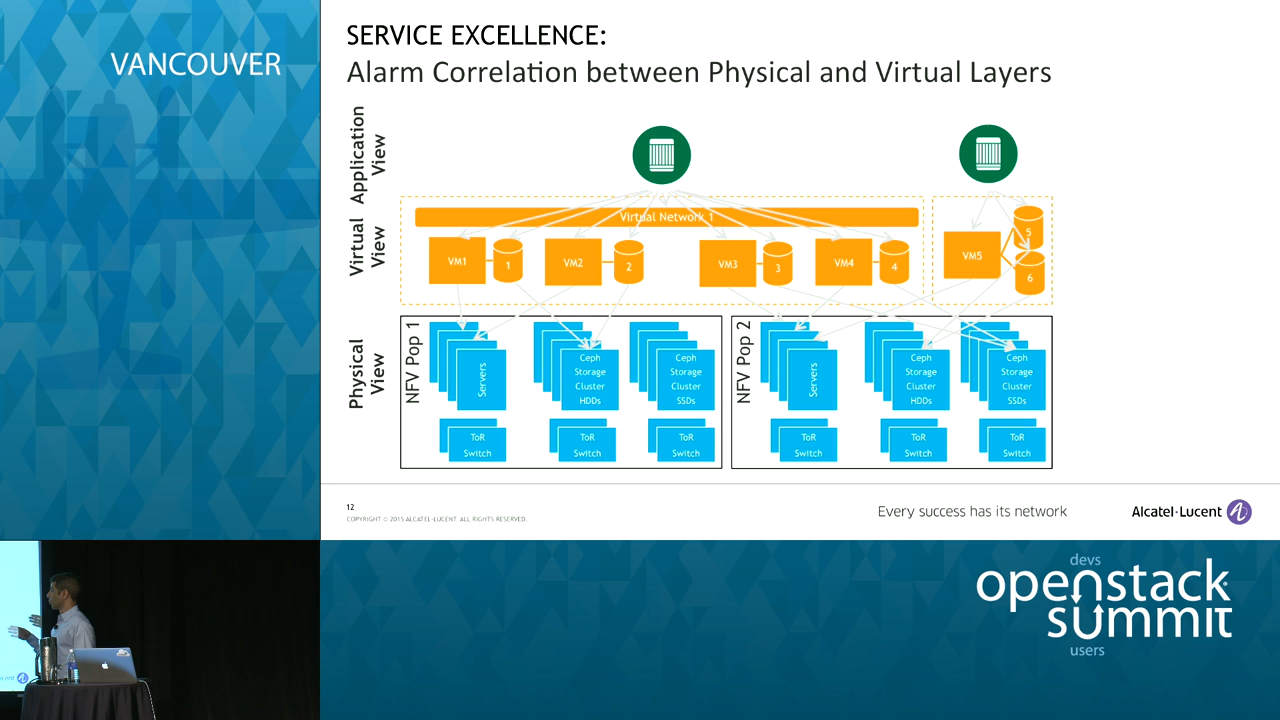 VANCOUVER
SERVICE EXCELLENCE:
Alarm Correlation between Physical and Virtual Layers
Application
View
Virtual
View
Physical
View
Virtual Network 1
VM1
1
VM2
2
VM3
3
VM4
4
VM5
5
6
NFV Pop 1
Servers
Ceph
Storage
Cluster
HDDs
Ceph
Storage
Cluster
SSDs
ToR
Switch
ToR
Switch
ToR
Switch
NFV Pop 2
Servers
Ceph
Storage
Cluster
HDDs
Ceph
Storage
Cluster
SSDs
ToR
Switch
ToR
Switch
ToR
Switch
12
COPYRIGHT © 2015 ALCATEL-LUCENT. ALL RIGHTS RESERVED.
Every success has its network
Alcatel·Lucent
devs
openstack
summit
users